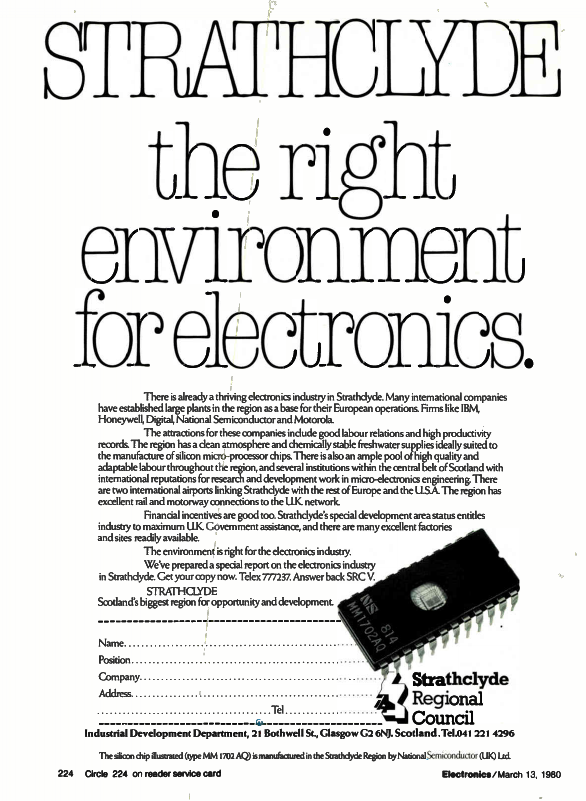 STRATHCLYDE
the right
environment
for electronics.
There is already a thriving electronics industry in Strathclyde. Many international companies
have established large plants in the region as a base for their European operations. Firms like IBM,
Honeywell, Digital, National Semiconductor and Motorola.
The attractions for these companies include good labour relations and high productivity
records. The region has a clean atmosphere and chemically stable freshwater supplies ideally suited to
the manufacture of silicon micro-processor chips. There is also an ample pool of high quality and
adaptable labour throughout the region, and several institutions within the central belt of Scotland with
international reputations for research and development work in micro-electronics engineering. There
are two international airports linking Strathclyde with the rest of Europe and the U.S.A. The region has
excellent rail and motorway connections to the U.K. network.
Financial incentives are good too. Strathclyde's special development area status entitles
industry to maximum U.K. Government assistance, and there are many excellent factories
and sites readily available.
The environment is right for the electronics industry.
We've prepared a special report on the electronics industry
in Strathclyde. Get your copy now. Telex 777237. Answer back SRC V.
STRATHCLYDE
Scotland's biggest region for opportunity and development.
NS 814
MM1702AQ
Name
Position
Company
Address
Tel
Strathclyde
Regional
Council
Industrial Development Department, 21 Bothwell St., Glasgow G2 6NJ. Scotland. Tel. 041 221 4296
The silicon chip illustrated (type MM 1702 AQ) is manufactured in the Strathclyde Region by National Semiconductor (UK) Ltd.
224 Circle 224 on reader service card
Electronics/March 13, 1980